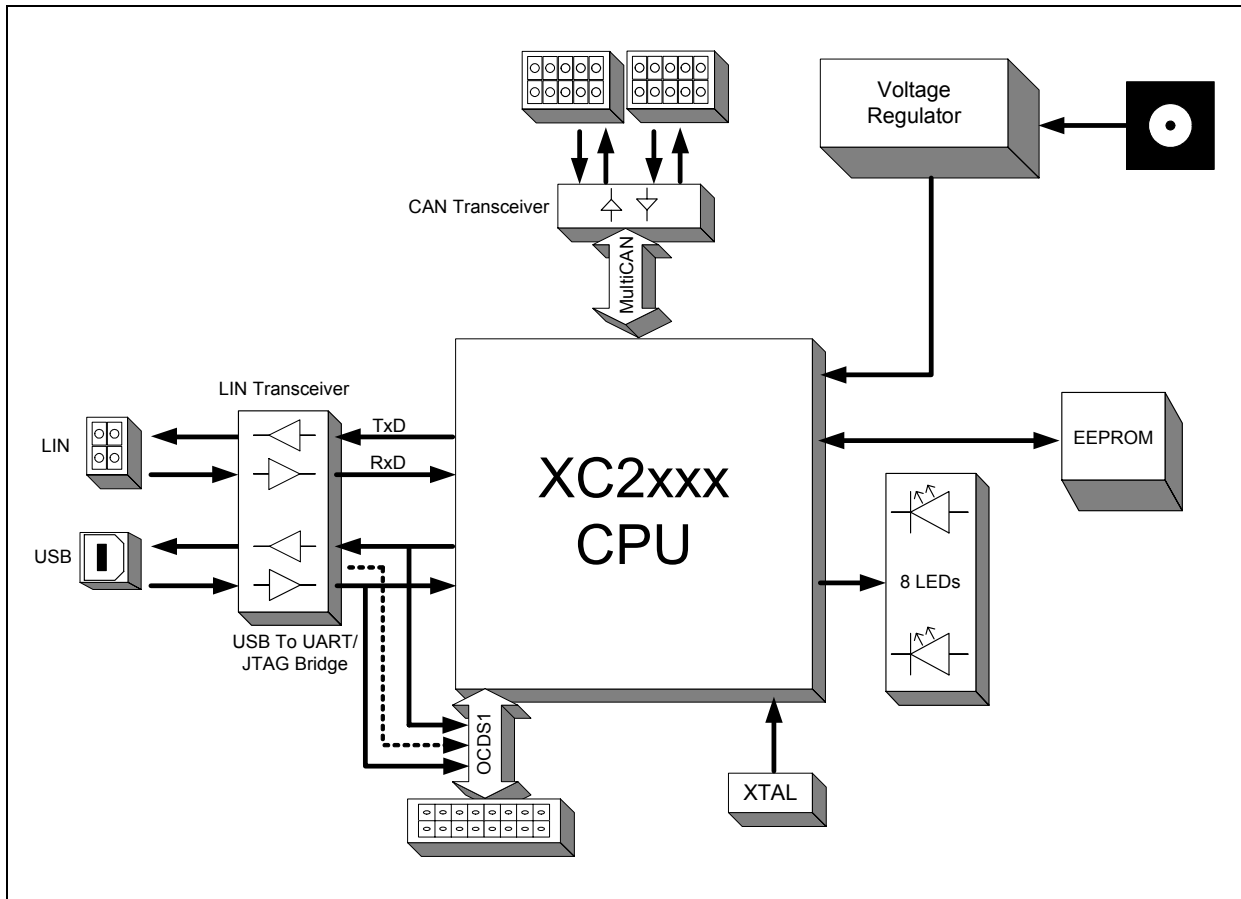 Voltage
Regulator
CAN Transceiver
MultiCAN
LIN Transceiver
LIN
TxD
RxD
XC2xxx
CPU
EEPROM
USB
8 LEDs
USB To UART/
JTAG Bridge
OCDS1
XTAL